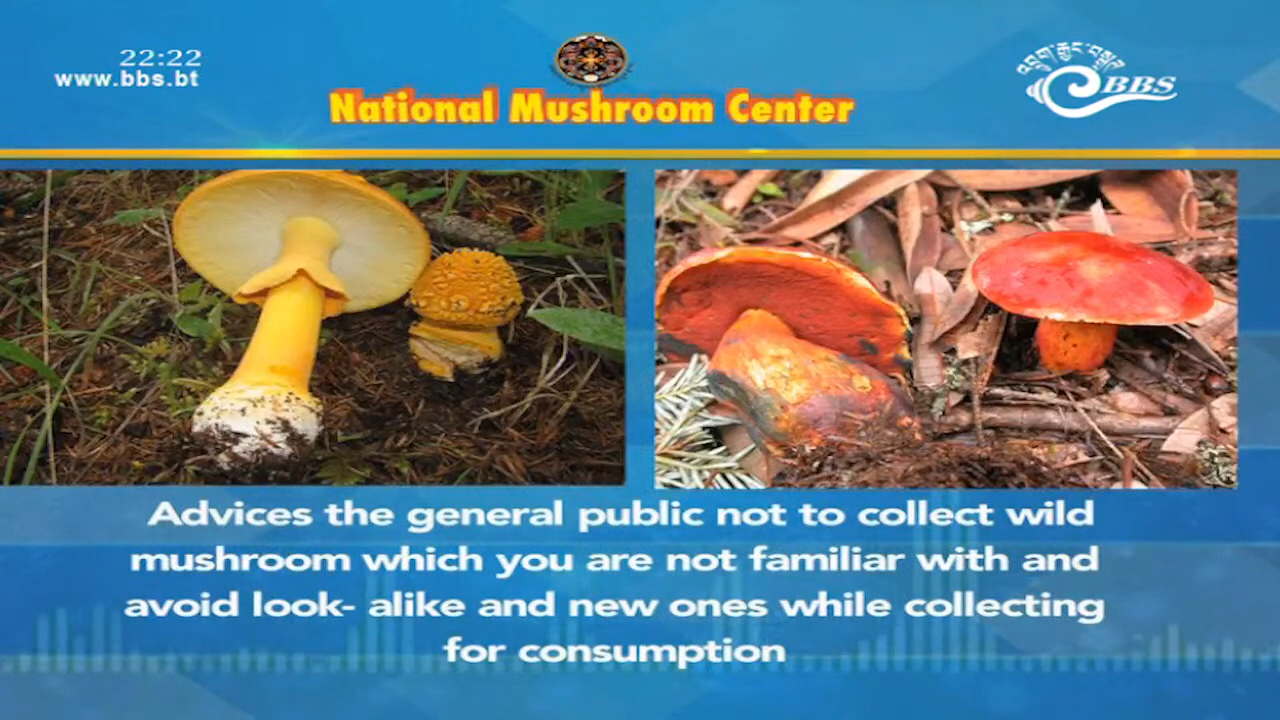 22:22
www.bbs.bt
National Mushroom Center
BBS
Advices the general public not to collect wild
mushroom which you are not familiar with and
avoid look- alike and new ones while collecting
for consumption